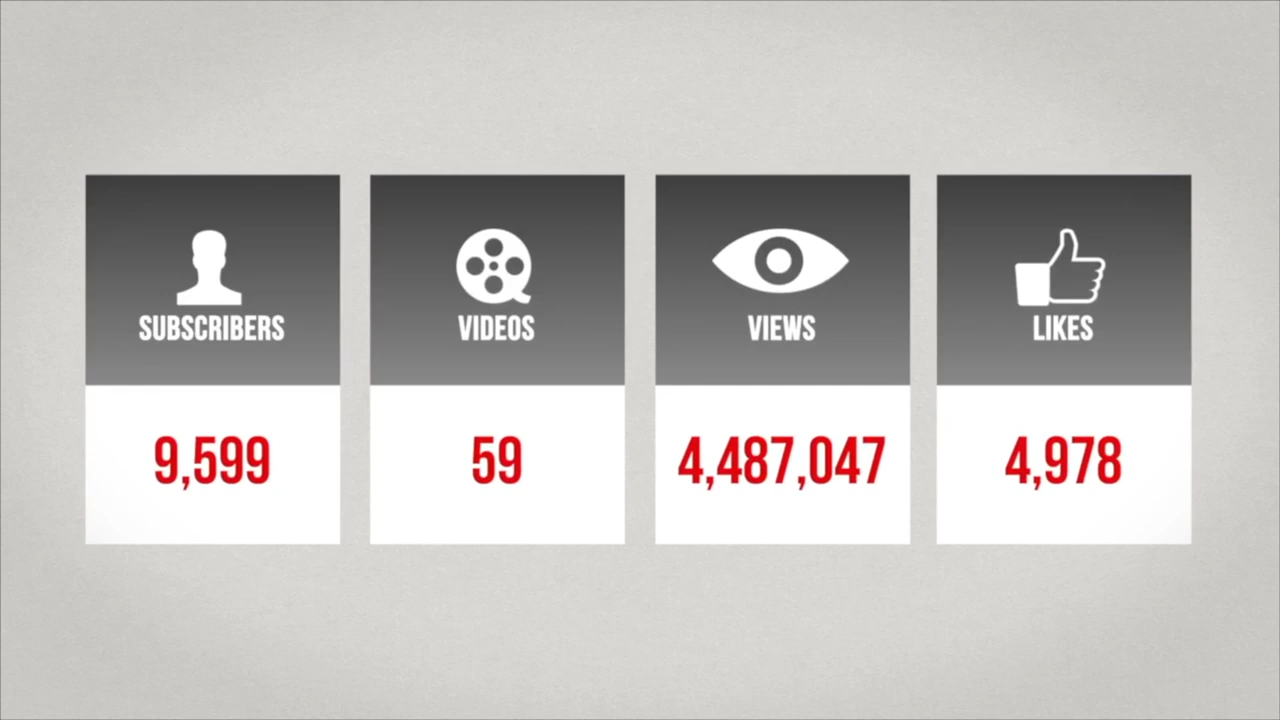 SUBSCRIBERS
9,599
VIDEOS
59
VIEWS
4,487,047
LIKES
4,978